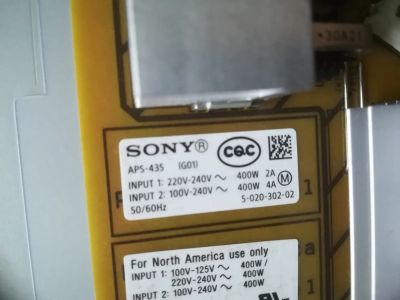 30A21
SONY®
CQC
APS-435 (G01)
INPUT 1: 220V-240V ~ 400W 2A
INPUT 2: 100V-240V ~ 400W 4A
M
50/60Hz
5-020-302-02
1
For North America use only
INPUT 1: 100V-125V ~ 400W /
220V-240V ~ 400W
INPUT 2: 100V-240V ~ 400W